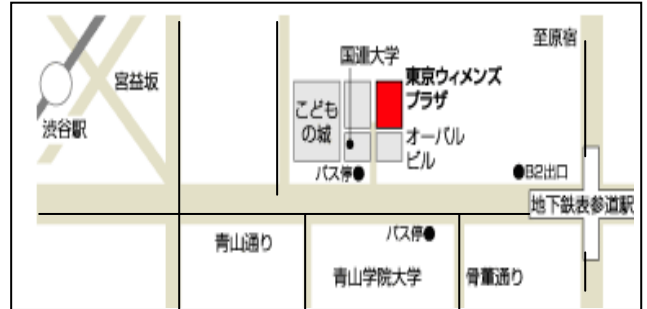 至原宿
国連大学
宮益坂
東京ウィメンズ
プラザ
こども
の城
渋谷駅
オーバル
ビル
バス停●
●B2出口
地下鉄表参道駅
青山通り
バス停●
青山学院大学
骨董通り